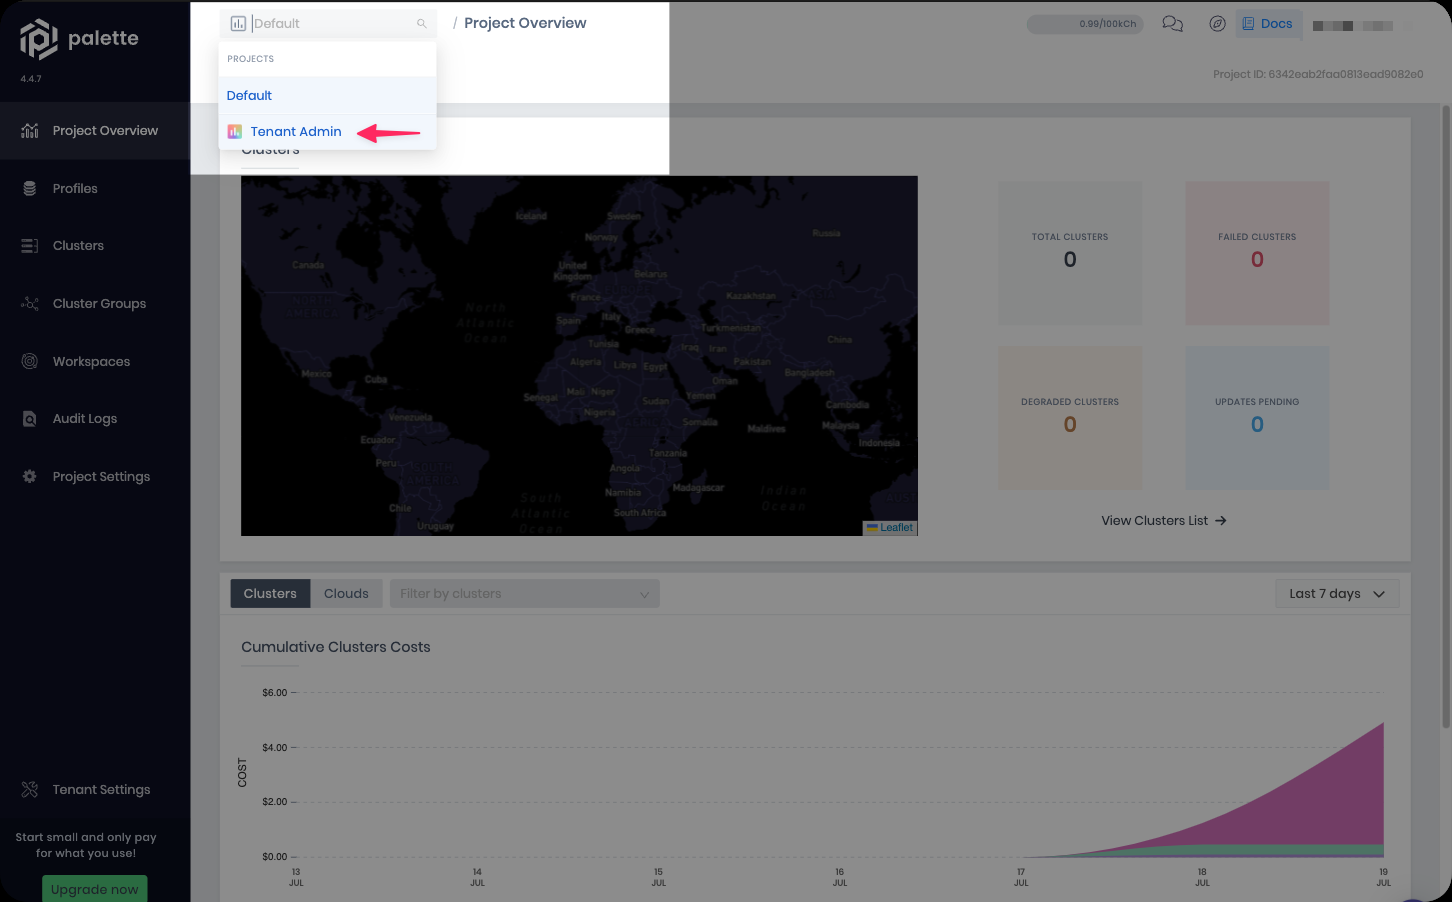 palette
4.4.7
Project Overview
Profiles
Clusters
Cluster Groups
Workspaces
Audit Logs
Project Settings
Tenant Settings
Start small and only pay
for what you use!
Upgrade now
Default
/ Project Overview
0.99/100kCh
Docs
Project ID: 6342eab2faa0813ead9082e0
PROJECTS
Default
Tenant Admin
Clusters
Iceland
Sweden
Norway
Russia
Canada
United
Kingdom
Belarus
NORTH
AMERICA
North
Atlantic
Ocean
France
Kazakhstan
Spain
Italy
Greece
Turkmenistan
Tunisia
Iraq
Iran
China
Algeria
Libya
Egypt
Pakistan
Bangladesh
Mexico
Cuba
Oman
Senegal
Mali
Niger
Sudan
Yemen
Cambodia
Venezuela
Nigeria
AFRICA
Somalia
Maldives
Malaysia
Ecuador
Indonesia
Tanzania
Peru
SOUTH
AMERICA
Angola
Namibia
Madagascar
Indian
Ocean
South
Atlantic
Ocean
Chile
South Africa
Uruguay
AUST
Leaflet
TOTAL CLUSTERS
0
FAILED CLUSTERS
0
DEGRADED CLUSTERS
0
UPDATES PENDING
0
View Clusters List →
Clusters
Clouds
Filter by clusters
Last 7 days
Cumulative Clusters Costs
COST
$6.00
$4.00
$2.00
$0.00
13
JUL
14
JUL
15
JUL
16
JUL
17
JUL
18
JUL
19
JUL